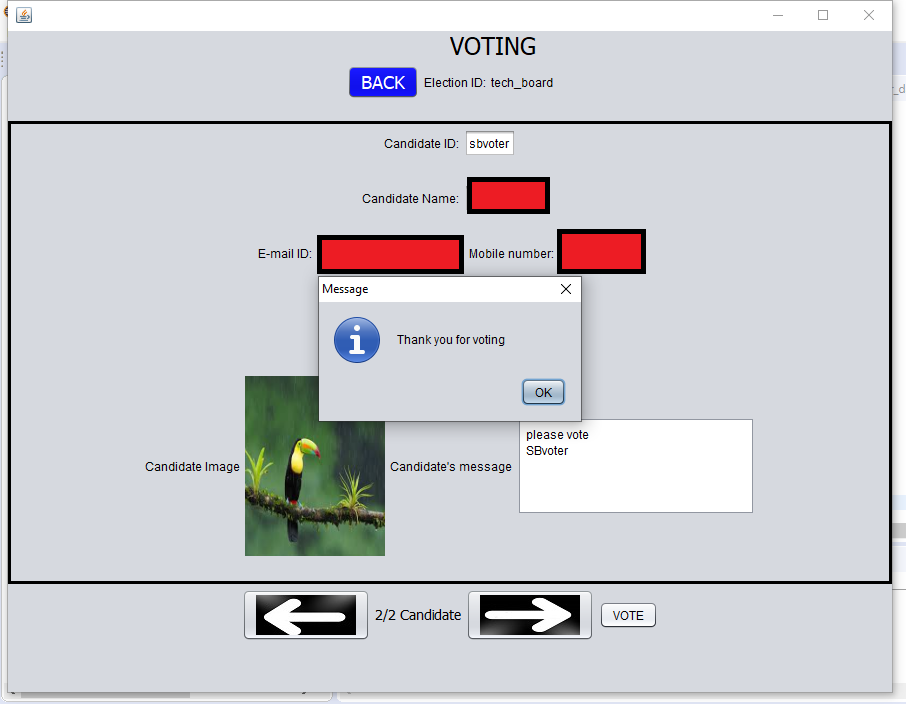 VOTING
BACK Election ID: tech_board
Candidate ID: sbvoter
Candidate Name:
E-mail ID: Mobile number:
Message
Thank you for voting
OK
Candidate Image
Candidate's message
please vote
SBvoter
2/2 Candidate
VOTE